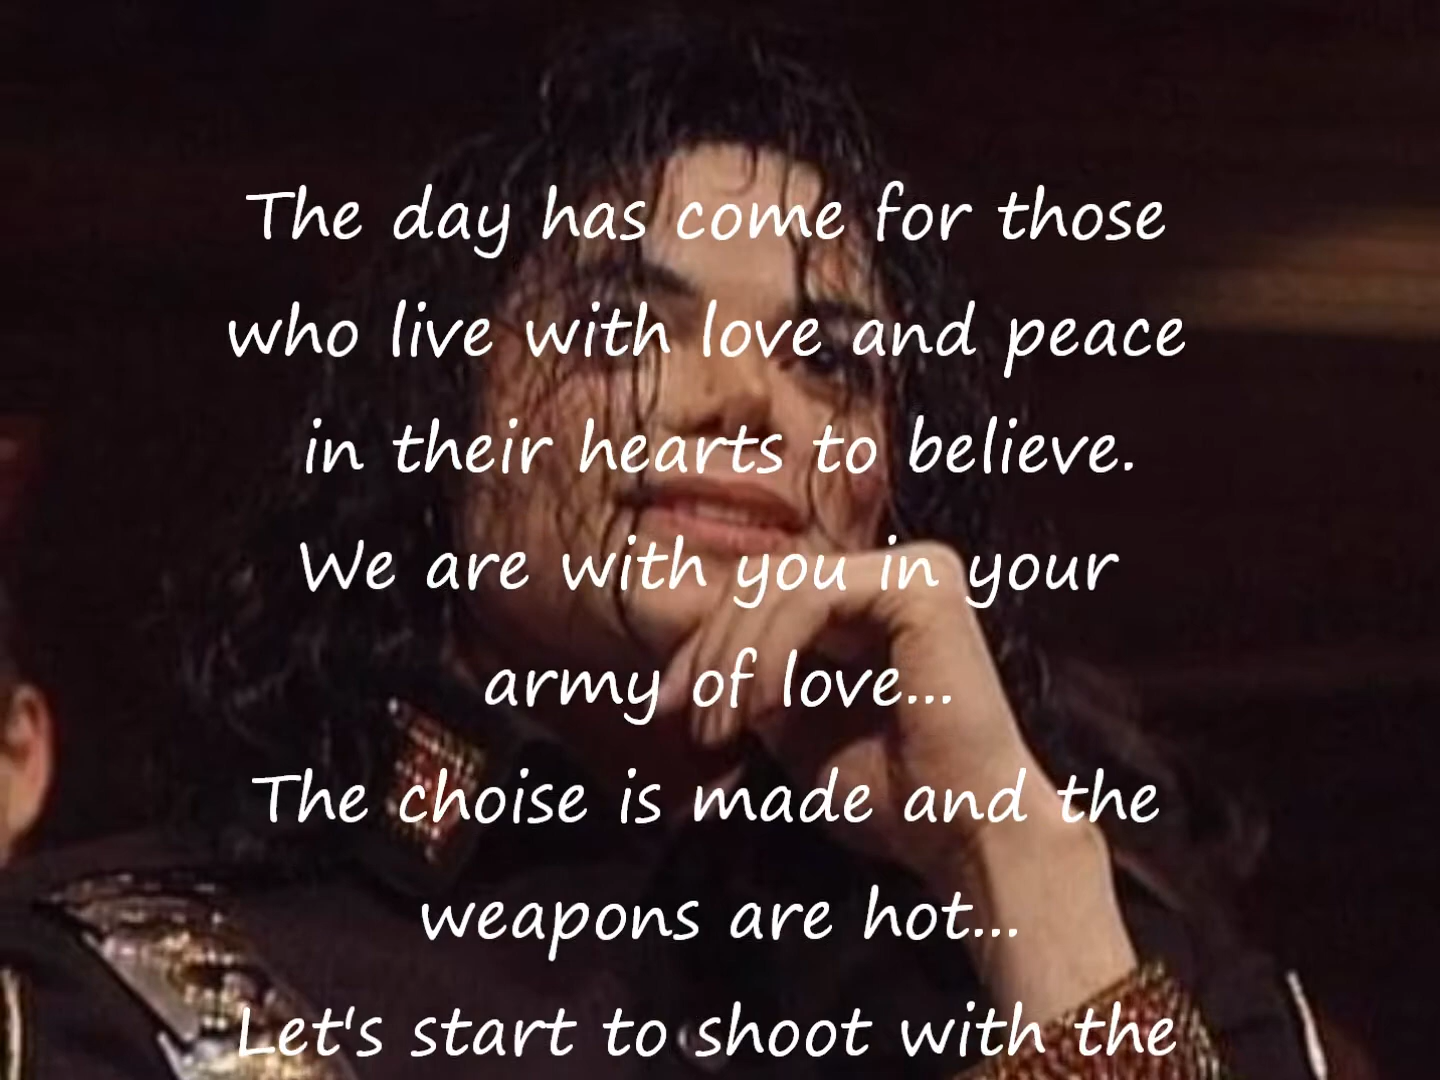 The day has come for those
who live with love and peace
in their hearts to believe.
We are with you in your
army of love...
The choise is made and the
weapons are hot...
Let's start to shoot with the